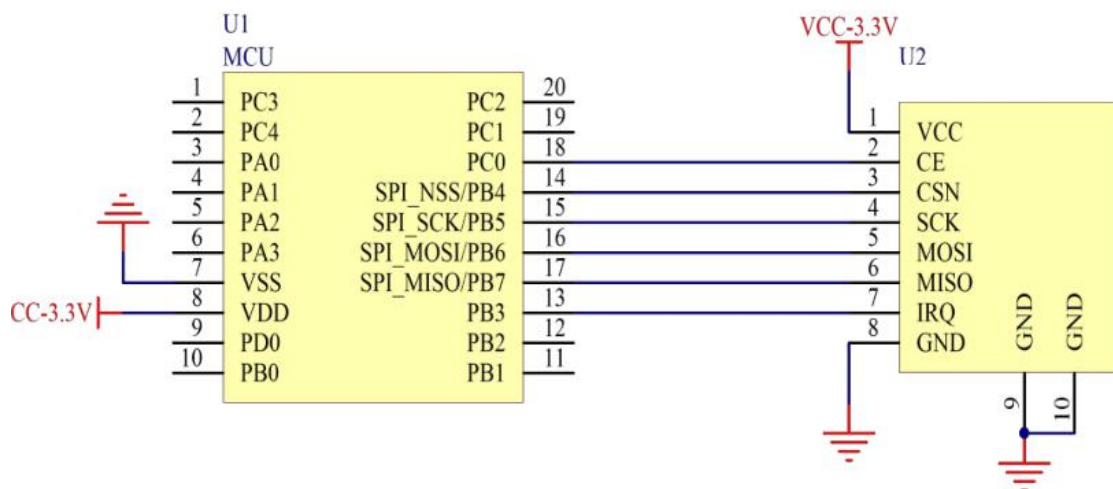 U1
MCU
1 PC3
2 PC4
3 PA0
4 PA1
5 PA2
6 PA3
7 VSS
8 VDD
9 PD0
10 PB0
CC-3.3V
PC2 20
PC1 19
PC0 18
SPI_NSS/PB4 14
SPI_SCK/PB5 15
SPI_MOSI/PB6 16
SPI_MISO/PB7 17
PB3 13
PB2 12
PB1 11
VCC-3.3V
U2
1 VCC
2 CE
3 CSN
4 SCK
5 MOSI
6 MISO
7 IRQ
8 GND
GND 9
GND 10